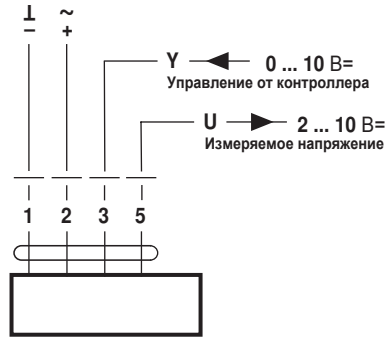 ⊥ ~
− +
Y 0 ... 10 В=
Управление от контроллера
U 2 ... 10 В=
Измеряемое напряжение
1 2 3 5